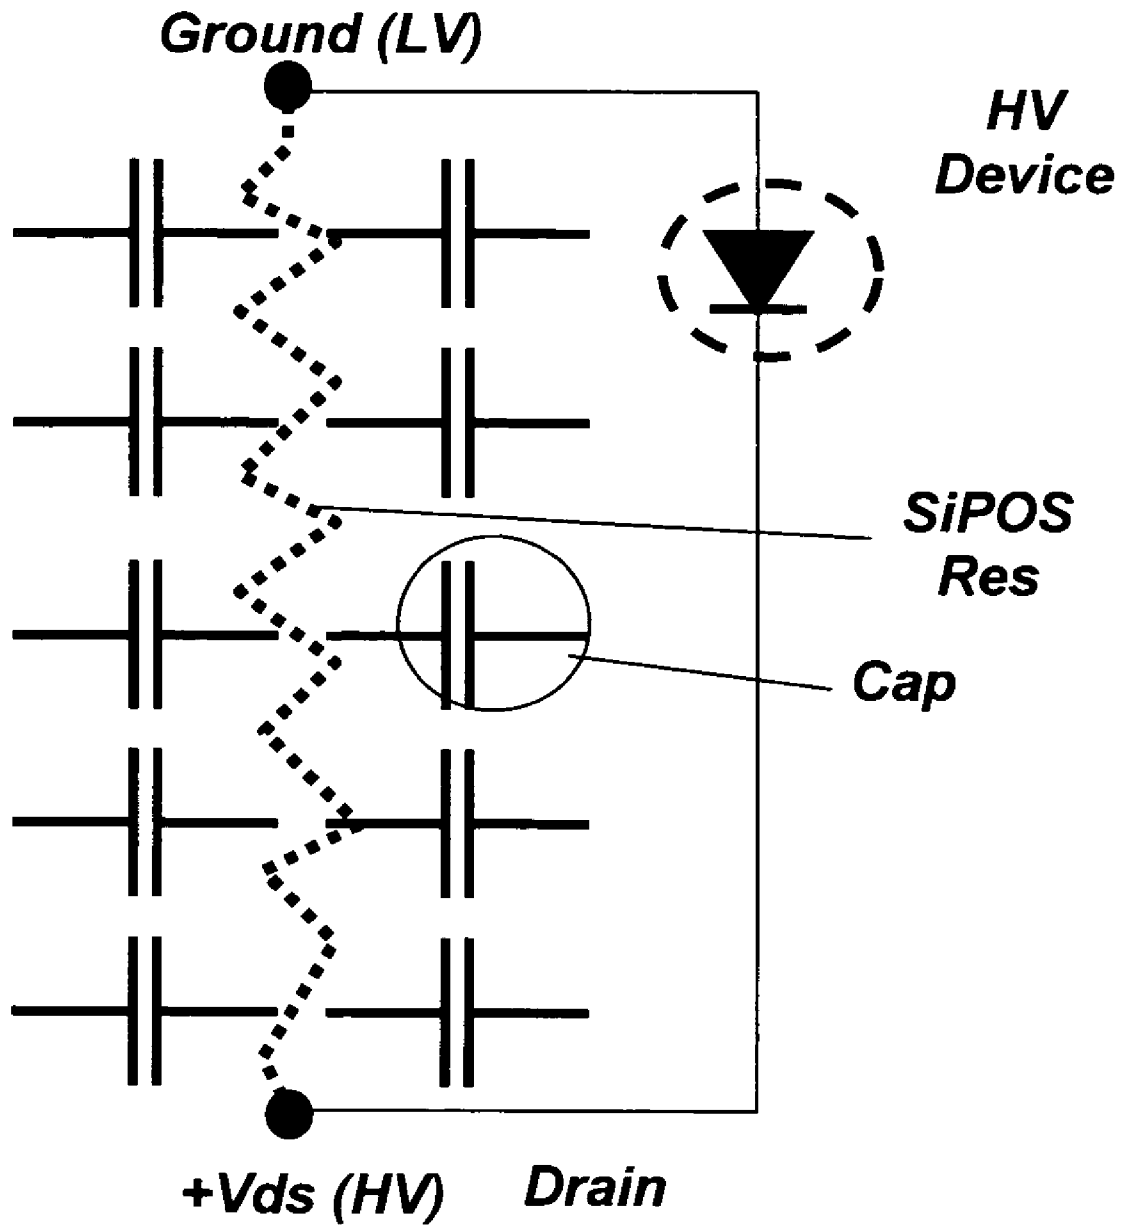 Ground (LV)
HV
Device
SiPOS
Res
Cap
+Vds (HV)
Drain